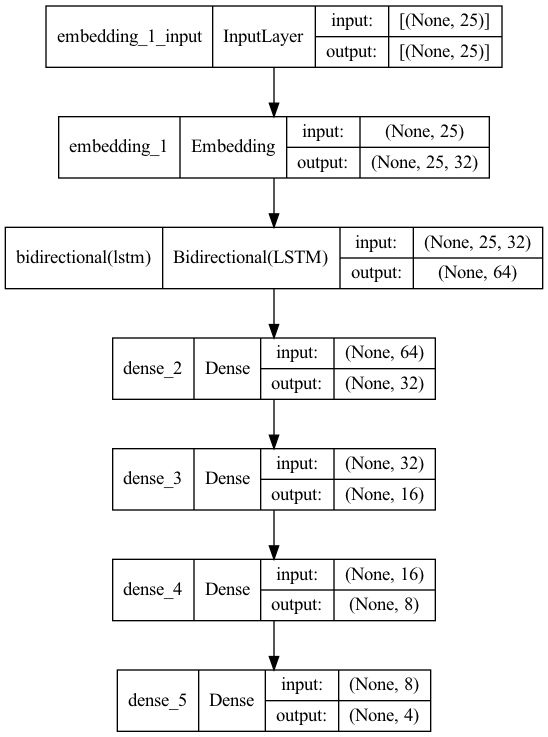 embedding_1_input InputLayer input: [(None, 25)]
output: [(None, 25)]
embedding_1 Embedding input: (None, 25)
output: (None, 25, 32)
bidirectional(lstm) Bidirectional(LSTM) input: (None, 25, 32)
output: (None, 64)
dense_2 Dense input: (None, 64)
output: (None, 32)
dense_3 Dense input: (None, 32)
output: (None, 16)
dense_4 Dense input: (None, 16)
output: (None, 8)
dense_5 Dense input: (None, 8)
output: (None, 4)